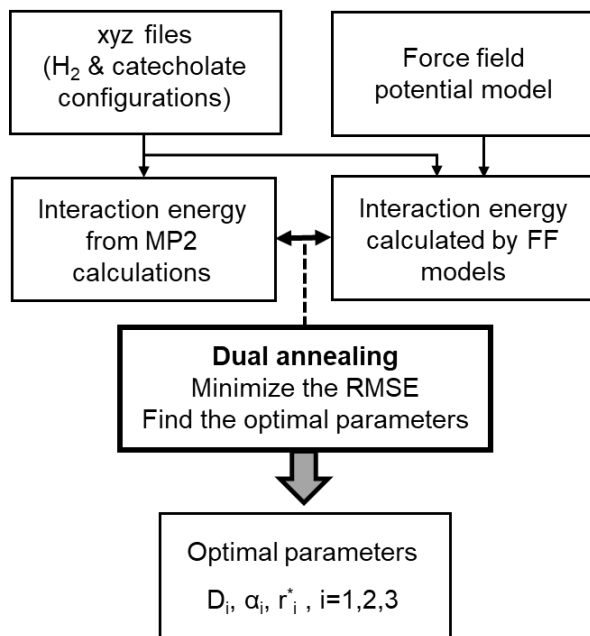 xyz files
(H₂ & catecholate
configurations)
Force field
potential model
Interaction energy
from MP2
calculations
Interaction energy
calculated by FF
models
Dual annealing
Minimize the RMSE
Find the optimal parameters
Optimal parameters
Dᵢ, αᵢ, r*ᵢ , i=1,2,3